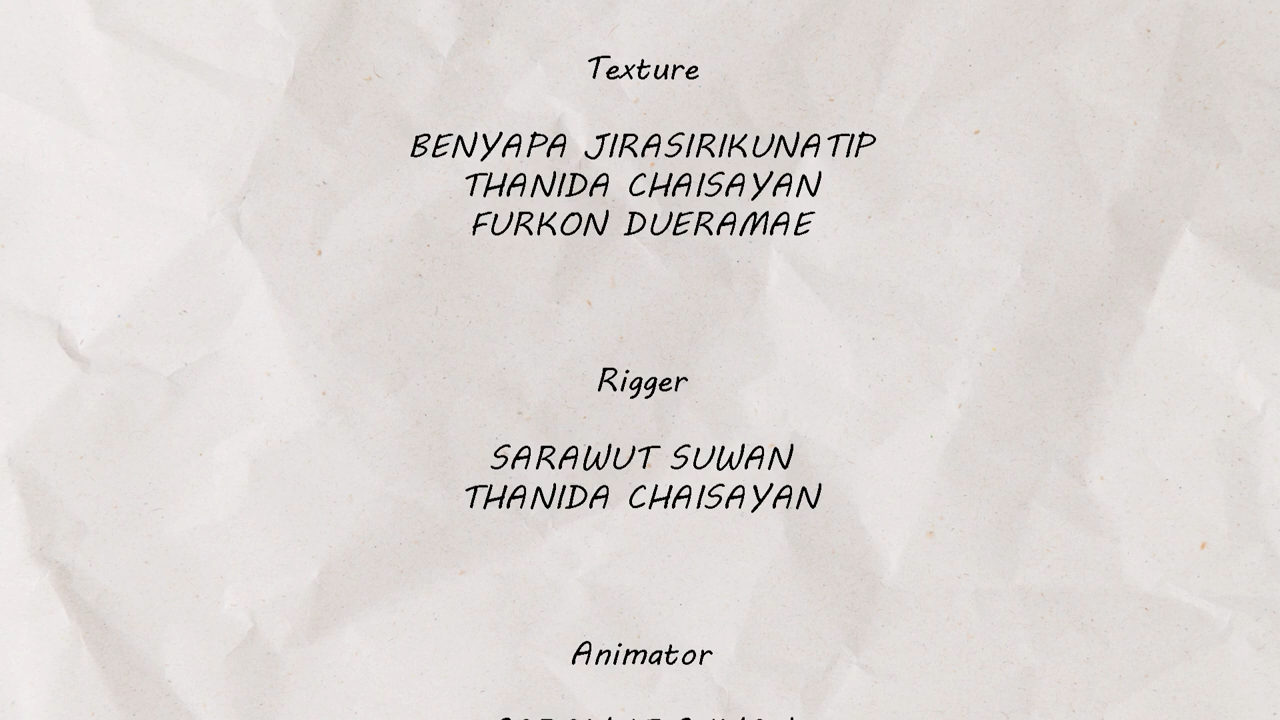 Texture
BENYAPA JIRASIRIKUNATIP
THANIDA CHAISAYAN
FURKON DUERAMAE
Rigger
SARAWUT SUWAN
THANIDA CHAISAYAN
Animator